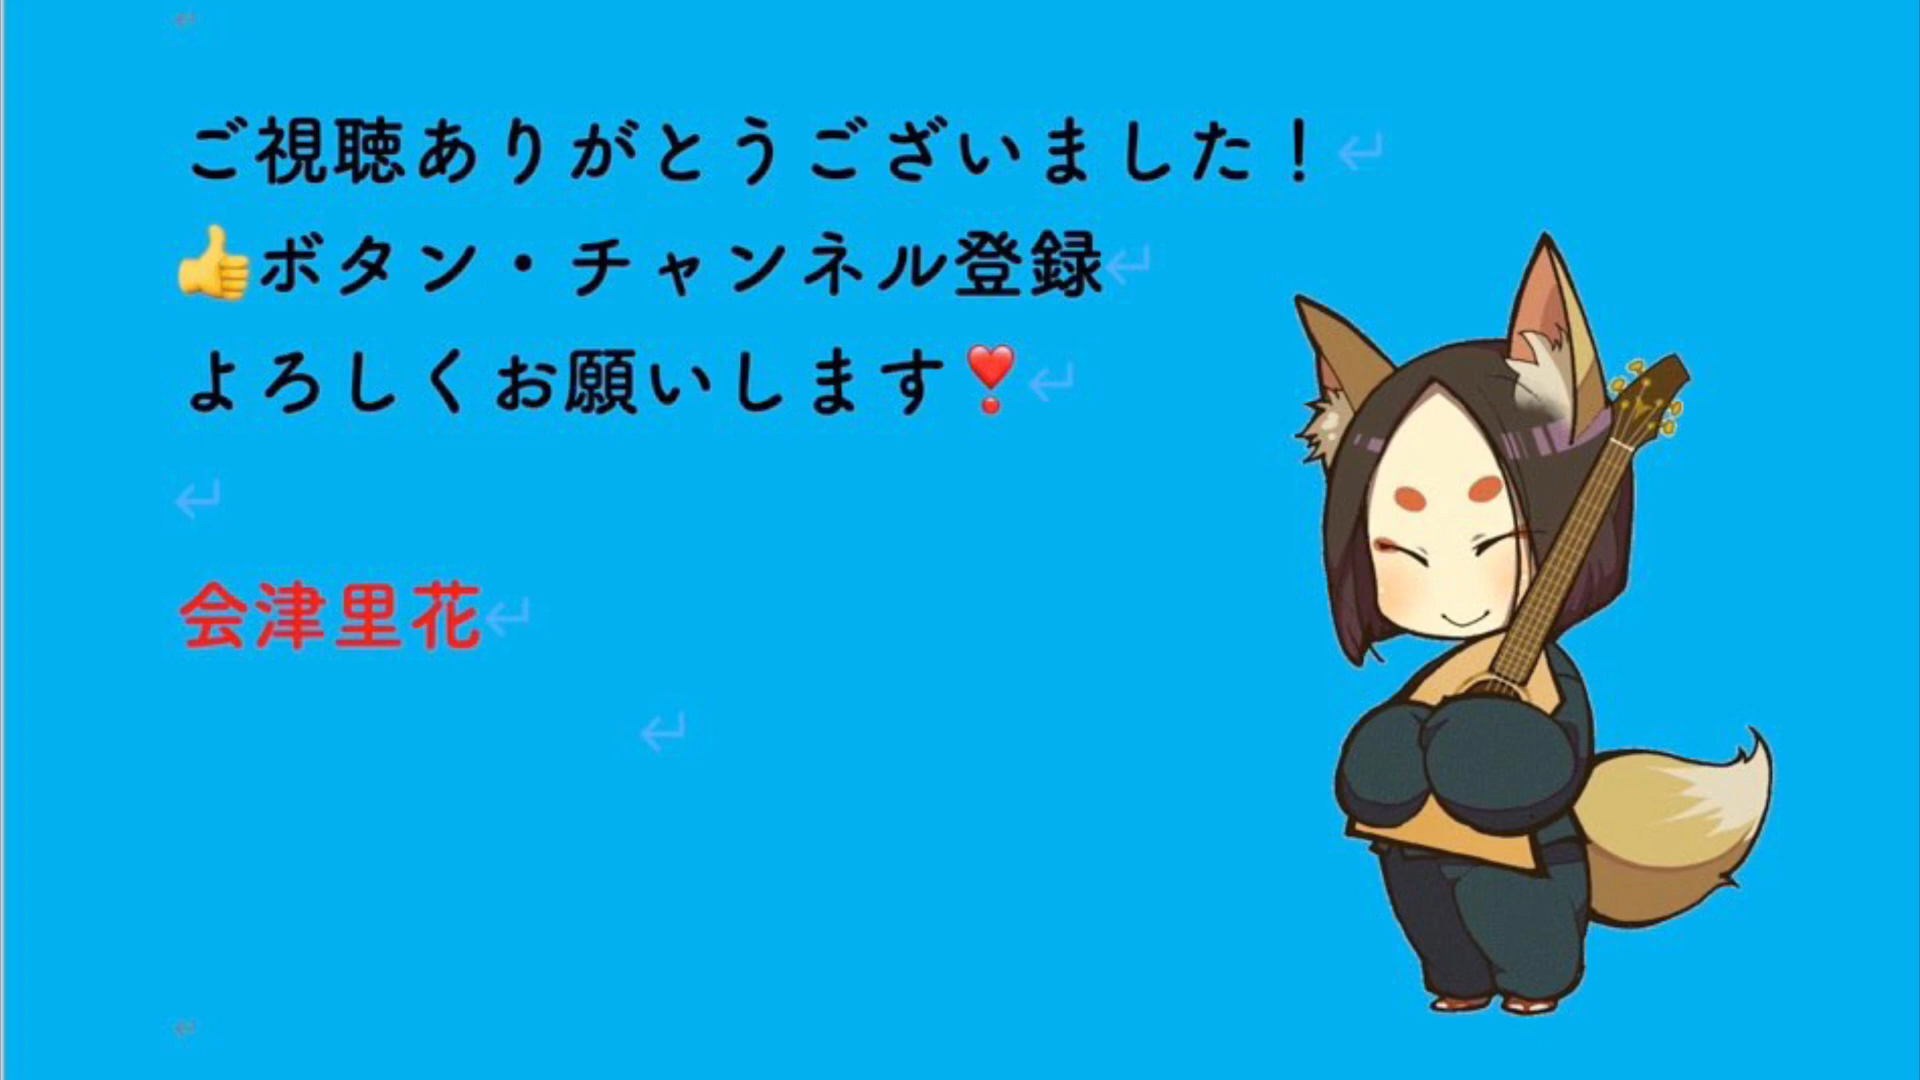 ご視聴ありがとうございました！
👍ボタン・チャンネル登録
よろしくお願いします❣️
会津里花